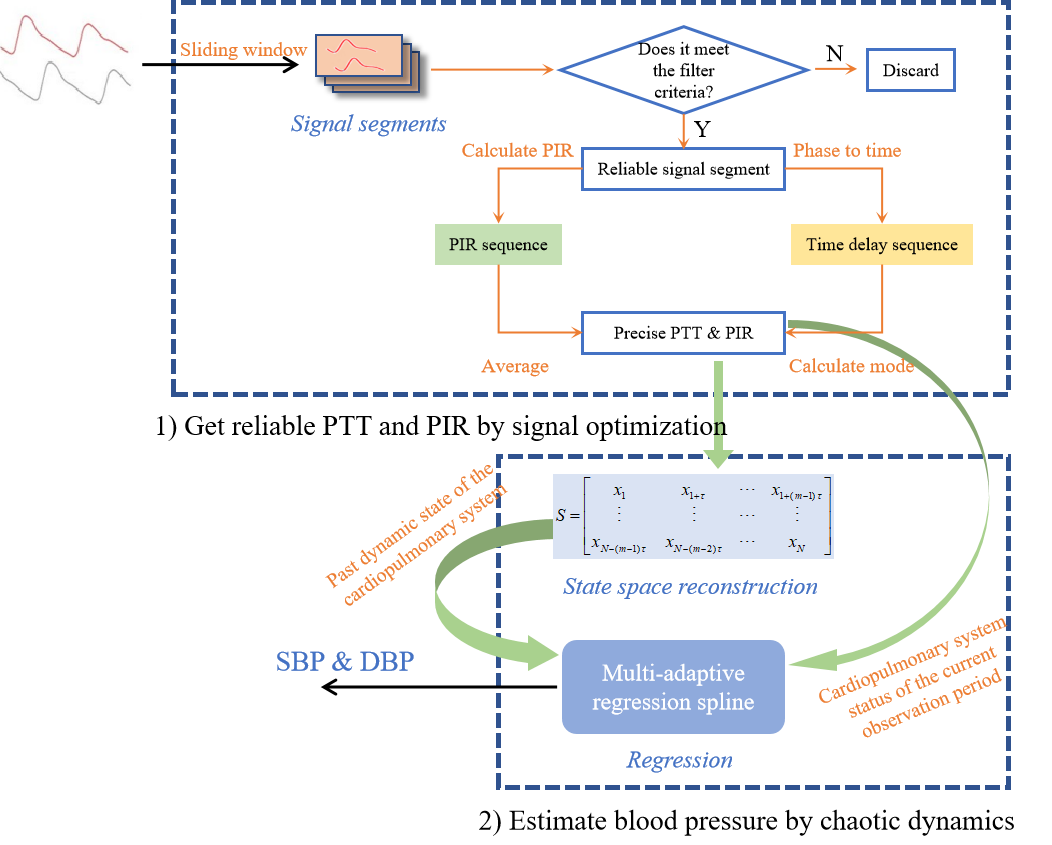 Sliding window
Signal segments
Does it meet
the filter
criteria?
N
Discard
Y
Calculate PIR
Reliable signal segment
Phase to time
PIR sequence
Time delay sequence
Precise PTT & PIR
Average
Calculate mode
1) Get reliable PTT and PIR by signal optimization
Past dynamic state of the
cardiopulmonary system
S =
x₁ x₁₊τ ⋯ x₁₊₍ₘ₋₁₎τ
⋮ ⋮ ⋯ ⋮
x_{N−(m−1)τ} x_{N−(m−2)τ} ⋯ x_N
State space reconstruction
SBP & DBP
Multi-adaptive
regression spline
Cardiopulmonary system
status of the current
observation period
Regression
2) Estimate blood pressure by chaotic dynamics